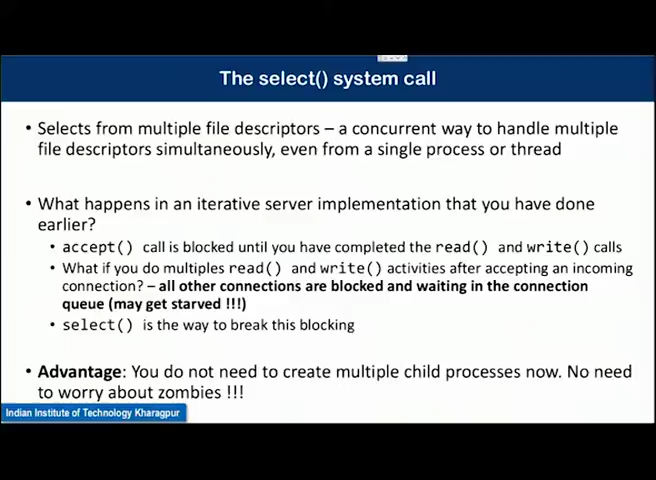 The select() system call
• Selects from multiple file descriptors – a concurrent way to handle multiple
file descriptors simultaneously, even from a single process or thread
• What happens in an iterative server implementation that you have done
earlier?
• accept() call is blocked until you have completed the read() and write() calls
• What if you do multiples read() and write() activities after accepting an incoming
connection? – all other connections are blocked and waiting in the connection
queue (may get starved !!!)
• select() is the way to break this blocking
• Advantage: You do not need to create multiple child processes now. No need
to worry about zombies !!!
Indian Institute of Technology Kharagpur